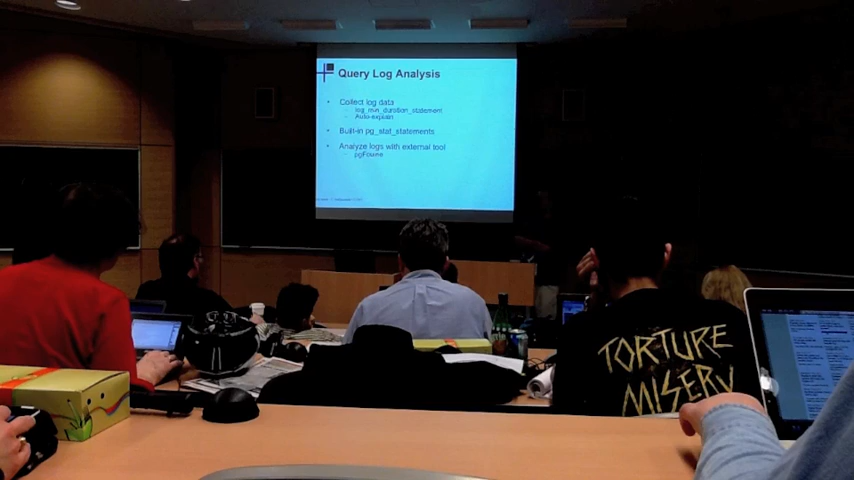 Query Log Analysis
• Collect log data
– log_min_duration_statement
– Auto-explain
• Built-in pg_stat_statements
• Analyze logs with external tool
– pgFouine
TORTURE
MISERY